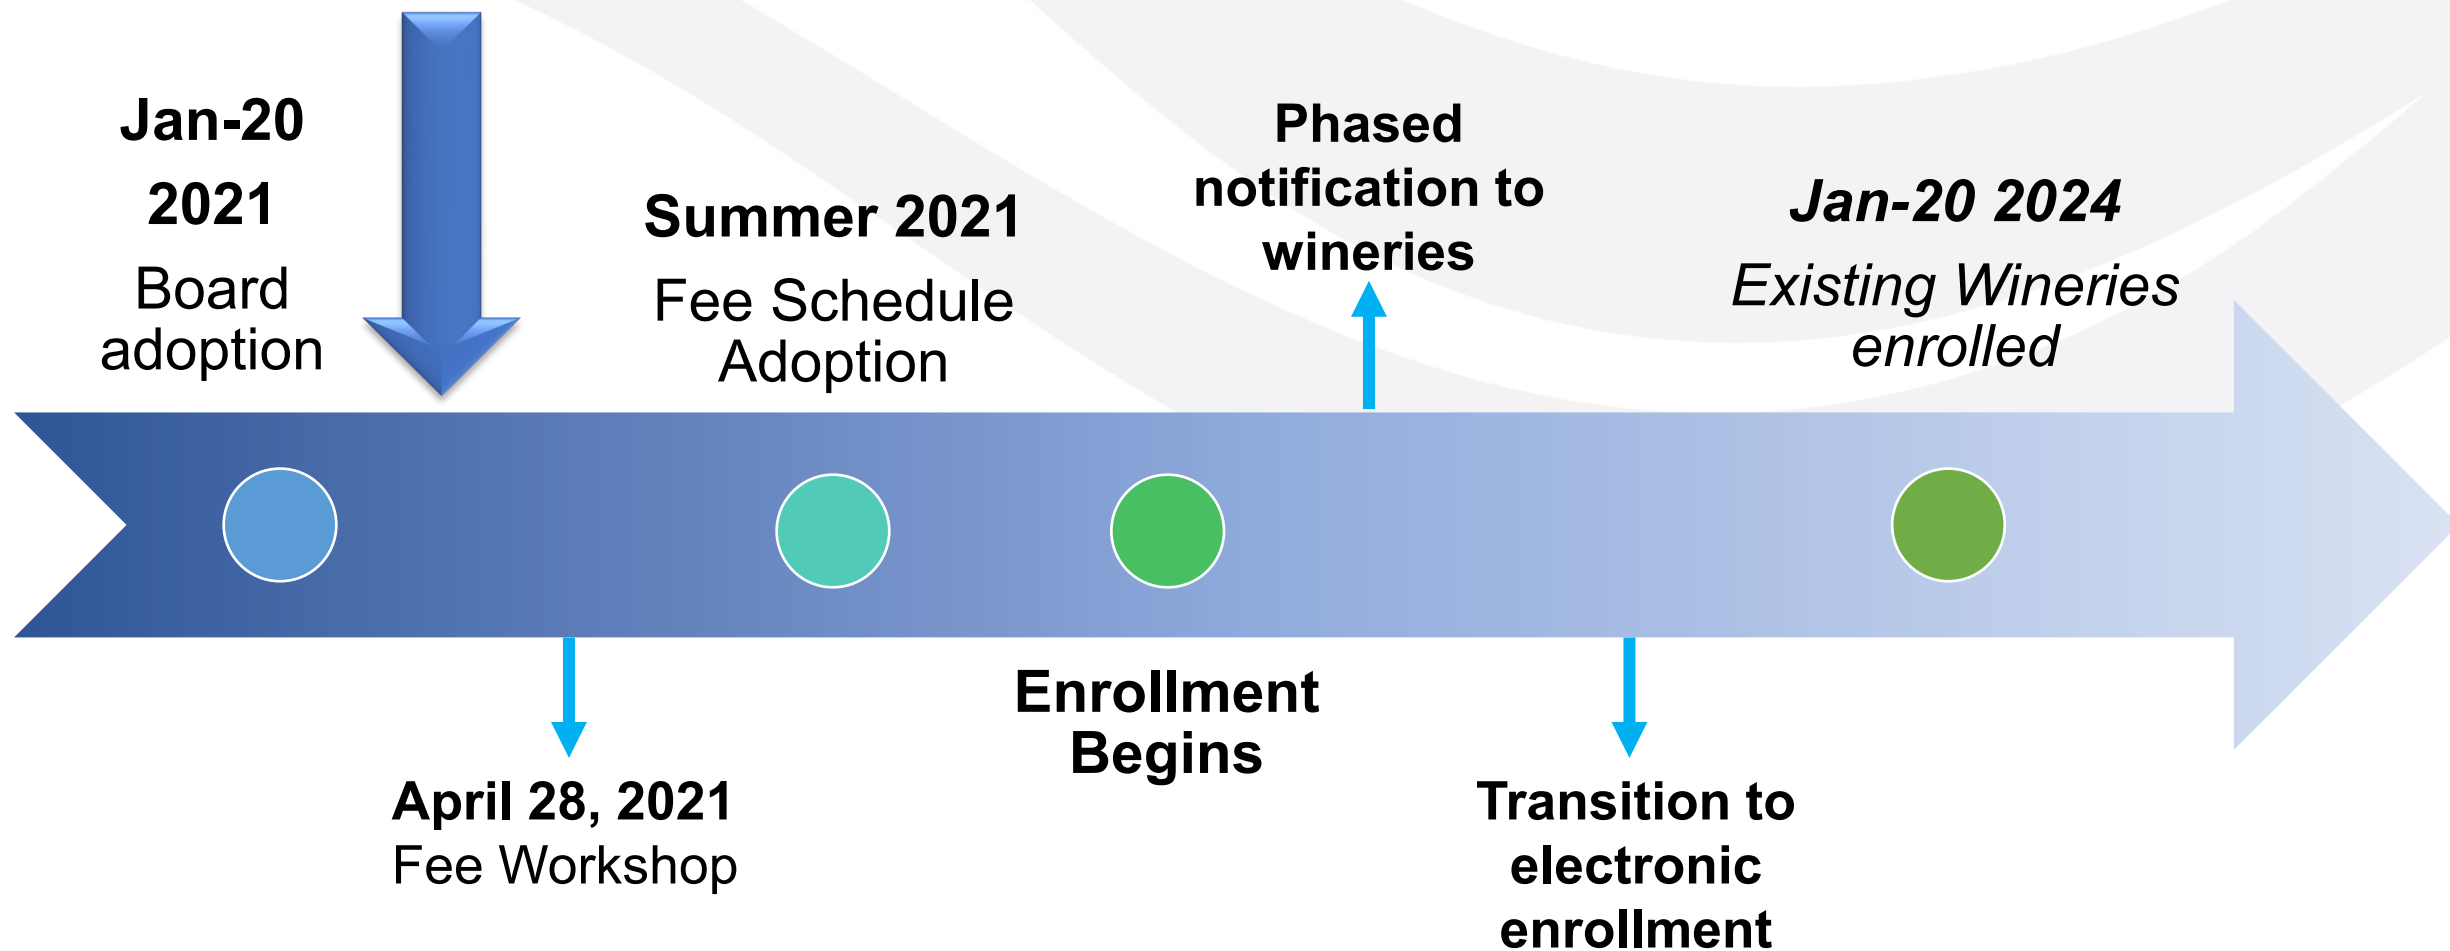 Jan-20
2021
Board
adoption
Summer 2021
Fee Schedule
Adoption
Phased
notification to
wineries
Jan-20 2024
Existing Wineries
enrolled
April 28, 2021
Fee Workshop
Enrollment
Begins
Transition to
electronic
enrollment